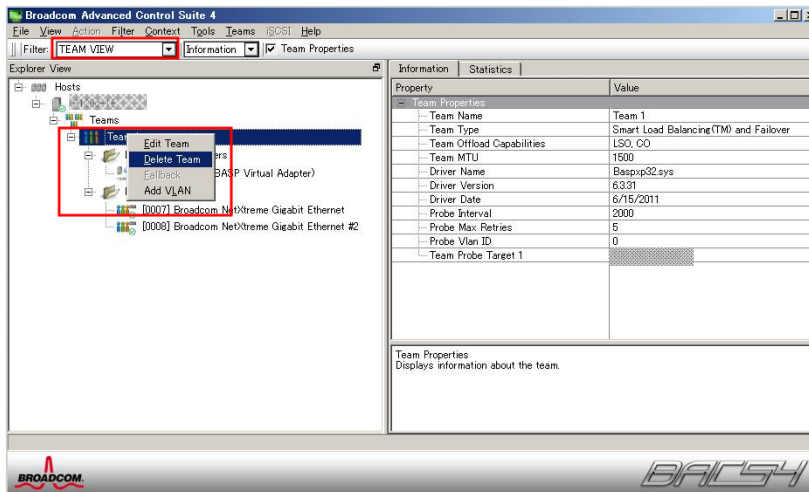 Broadcom Advanced Control Suite 4
File View Action Filter Context Tools Teams iSCSI Help
Filter: TEAM VIEW Information Team Properties
Explorer View
Hosts
Teams
Team
Edit Team
Delete Team
Fallback
Add VLAN
ers
BASP Virtual Adapter)
[0007] Broadcom NetXtreme Gigabit Ethernet
[0008] Broadcom NetXtreme Gigabit Ethernet #2
Information Statistics
Property Value
Team Properties
Team Name Team 1
Team Type Smart Load Balancing(TM) and Failover
Team Offload Capabilities LSO, CO
Team MTU 1500
Driver Name Baspxp32.sys
Driver Version 6.3.31
Driver Date 6/15/2011
Probe Interval 2000
Probe Max Retries 5
Probe Vlan ID 0
Team Probe Target 1
Team Properties
Displays information about the team.
BROADCOM.
BACS4